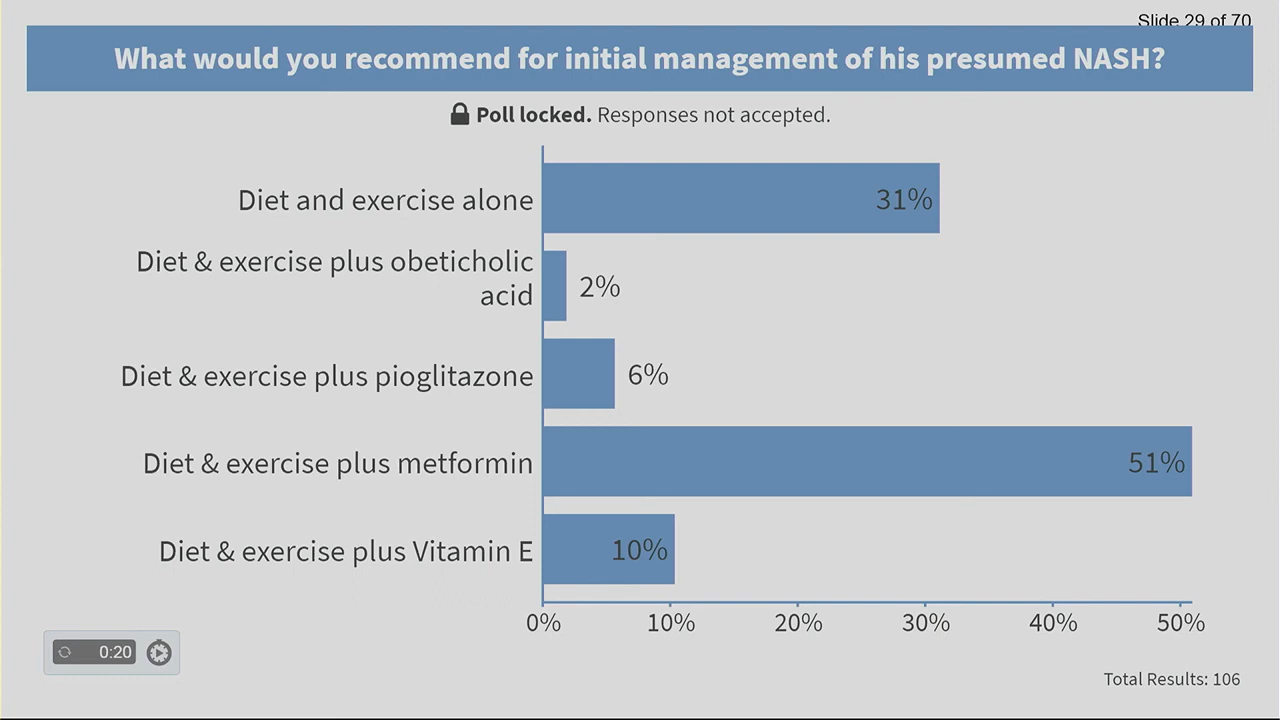 Slide 29 of 70
What would you recommend for initial management of his presumed NASH?
Poll locked. Responses not accepted.
Diet and exercise alone
31%
Diet & exercise plus obeticholic
acid
2%
Diet & exercise plus pioglitazone
6%
Diet & exercise plus metformin
51%
Diet & exercise plus Vitamin E
10%
0% 10% 20% 30% 40% 50%
0:20
Total Results: 106